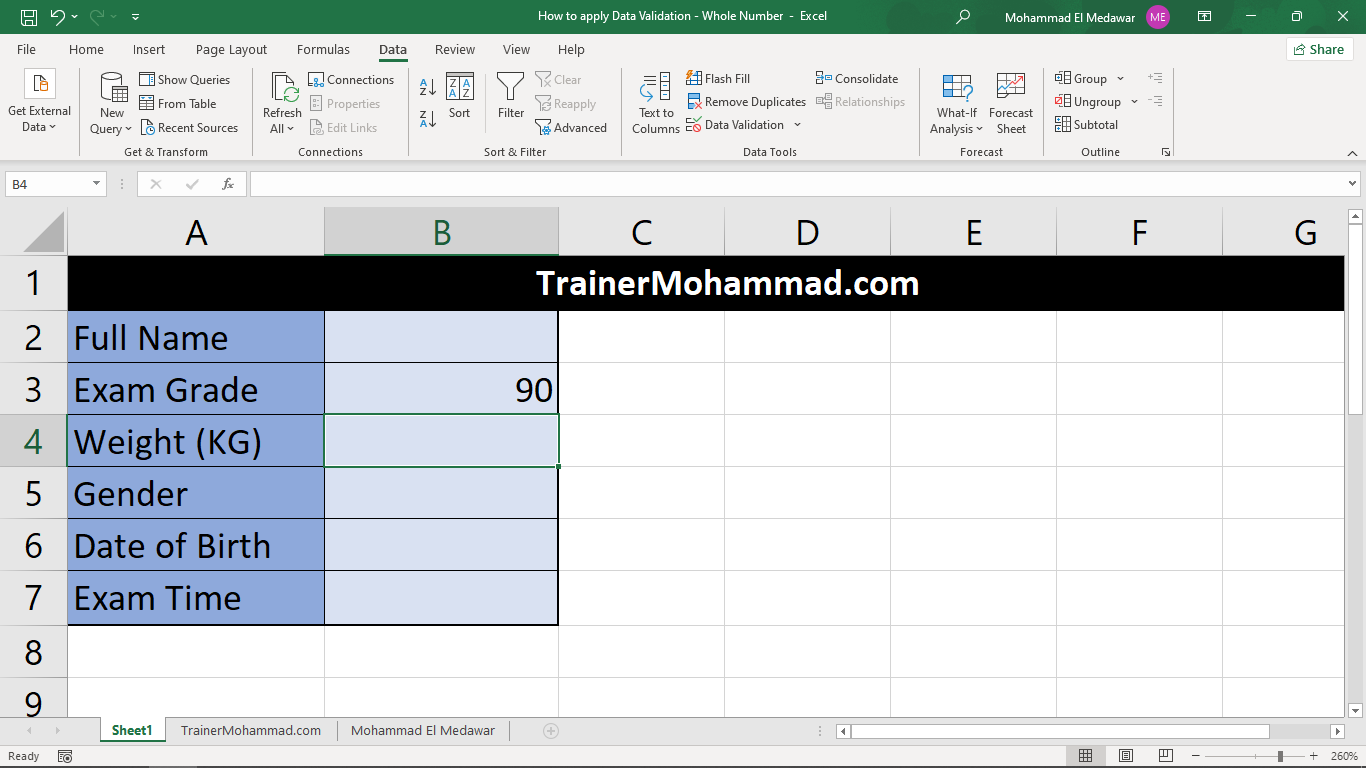 How to apply Data Validation - Whole Number - Excel
Mohammad El Medawar ME
File Home Insert Page Layout Formulas Data Review View Help Share
Get External Data
New Query
Show Queries
From Table
Recent Sources
Get & Transform
Refresh All
Connections
Properties
Edit Links
Connections
Sort
Filter
Clear
Reapply
Advanced
Sort & Filter
Text to Columns
Flash Fill
Remove Duplicates
Data Validation
Consolidate
Relationships
Data Tools
What-If Analysis
Forecast Sheet
Forecast
Group
Ungroup
Subtotal
Outline
B4 fx
A B C D E F G
1 TrainerMohammad.com
2 Full Name
3 Exam Grade 90
4 Weight (KG)
5 Gender
6 Date of Birth
7 Exam Time
8
9
Sheet1 TrainerMohammad.com Mohammad El Medawar
Ready 260%